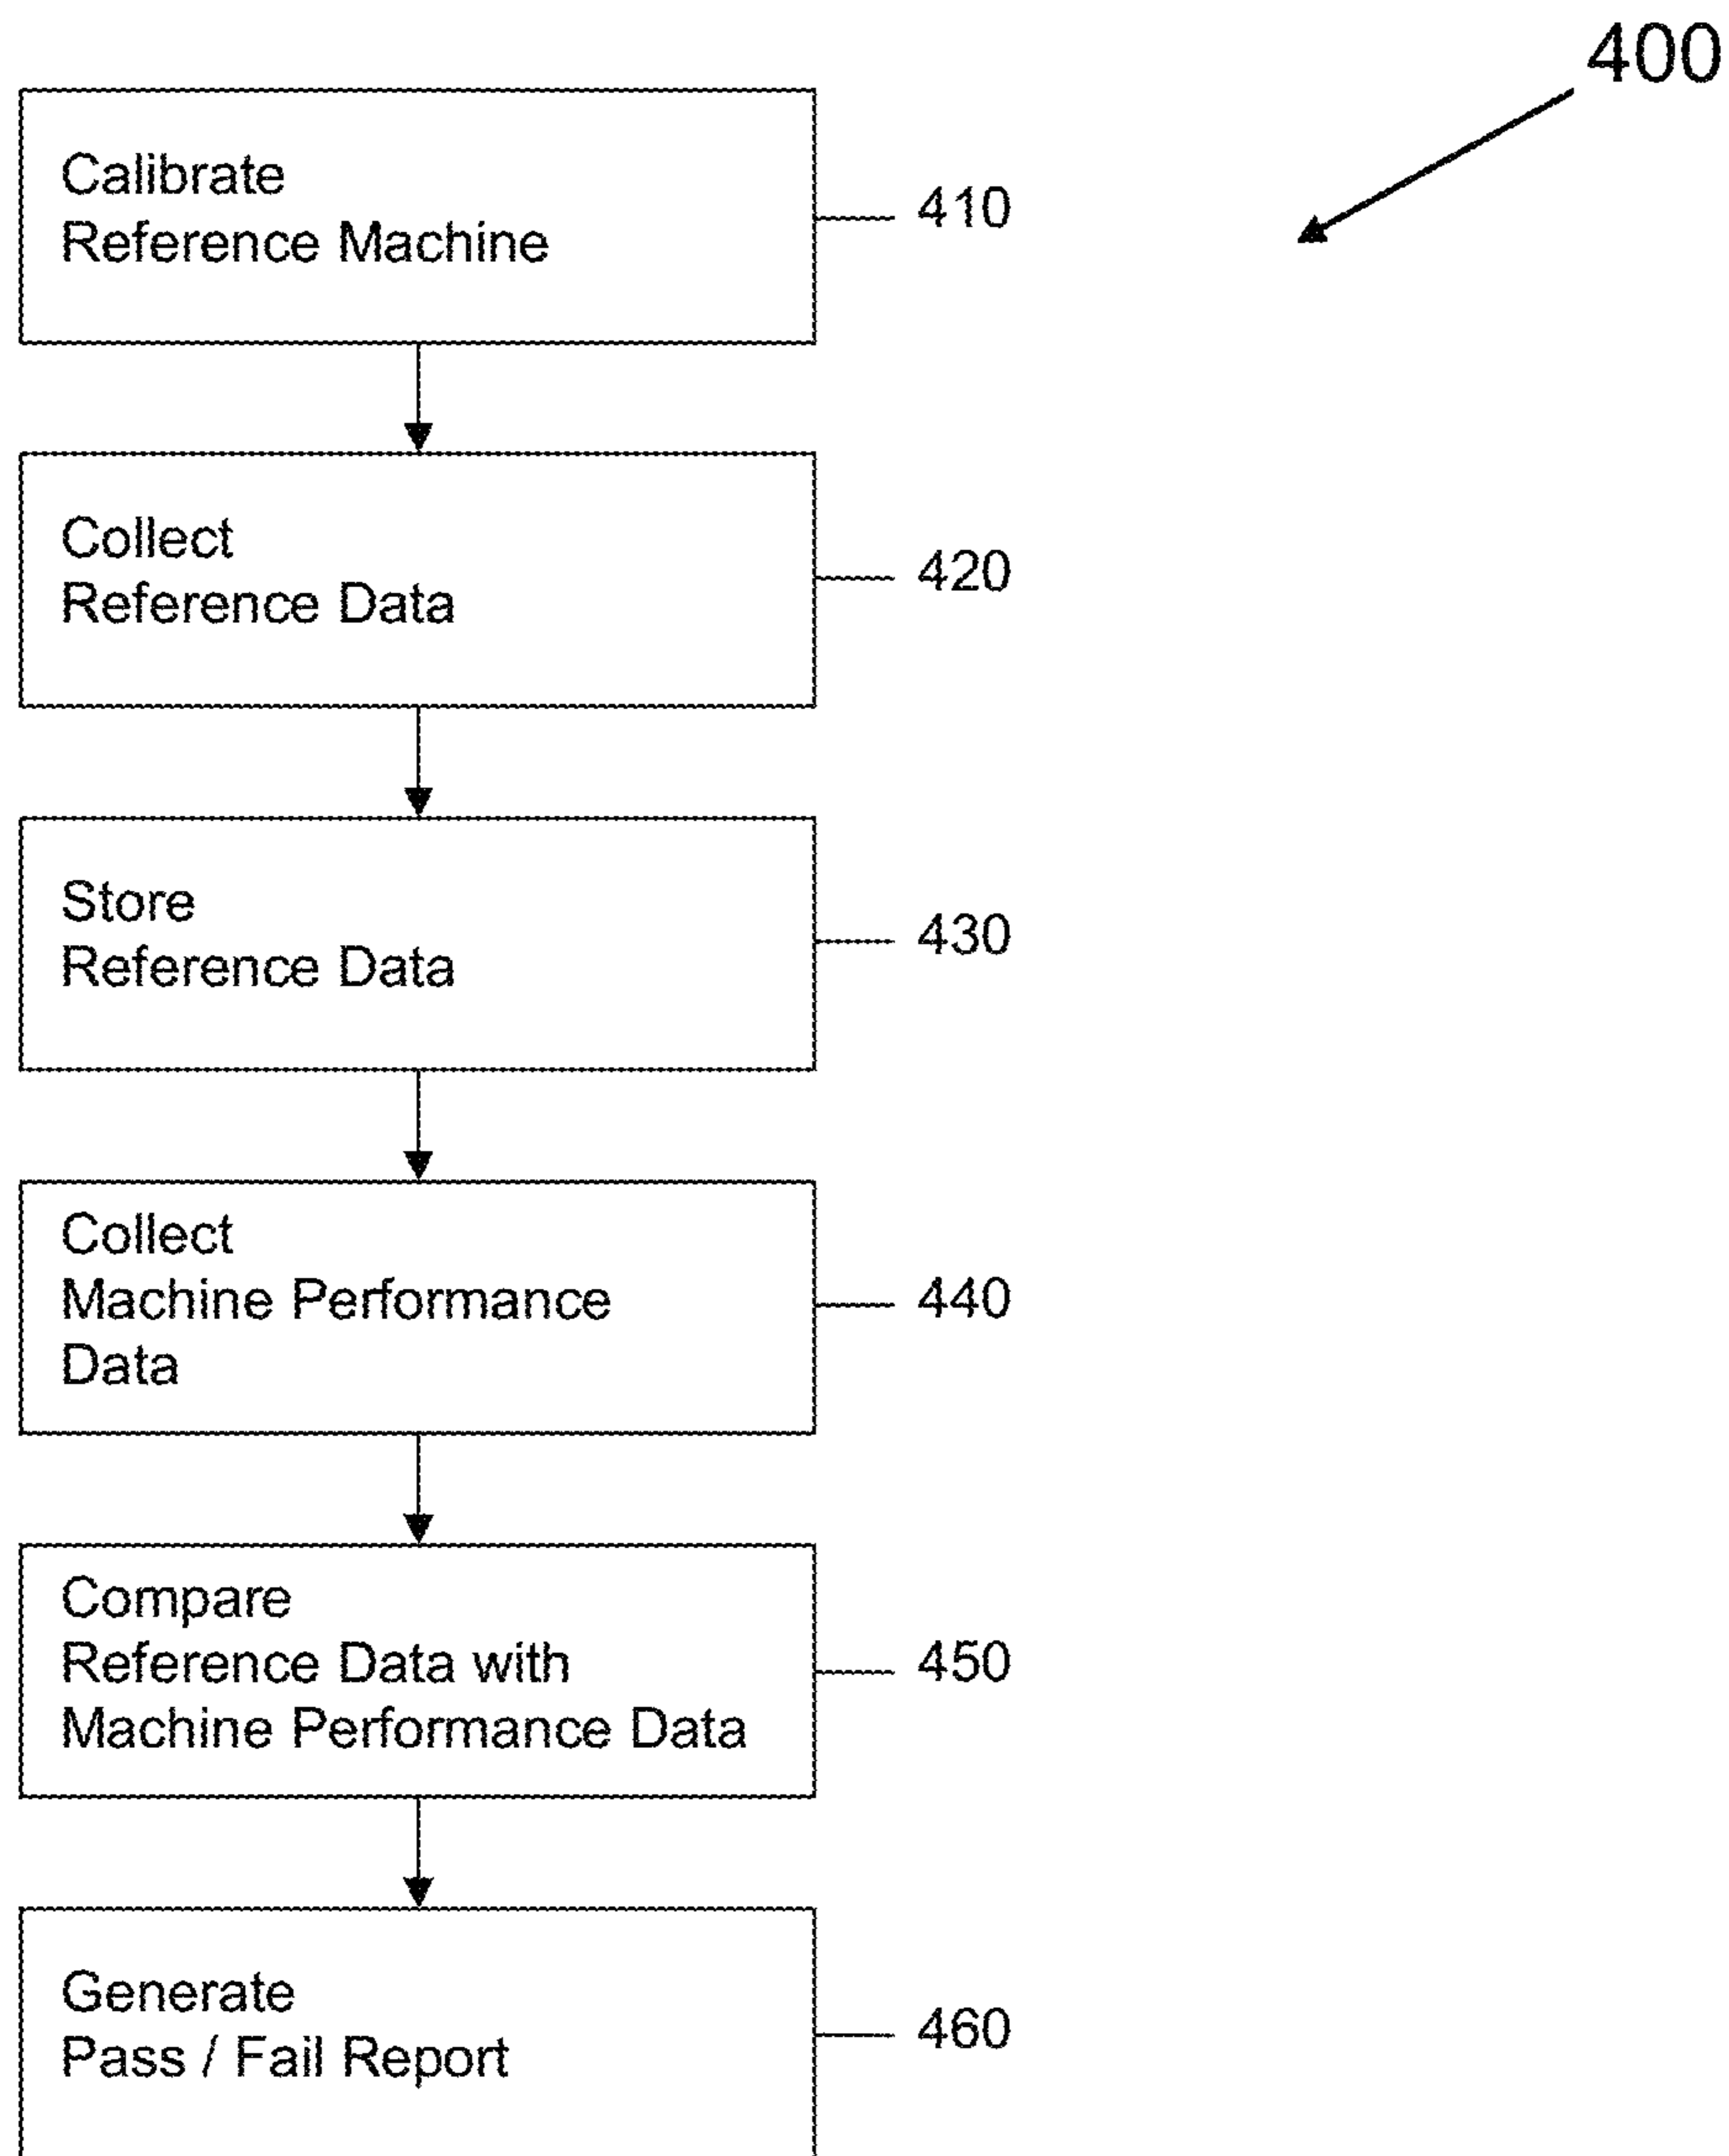 400
Calibrate
Reference Machine
410
Collect
Reference Data
420
Store
Reference Data
430
Collect
Machine Performance
Data
440
Compare
Reference Data with
Machine Performance Data
450
Generate
Pass / Fail Report
460